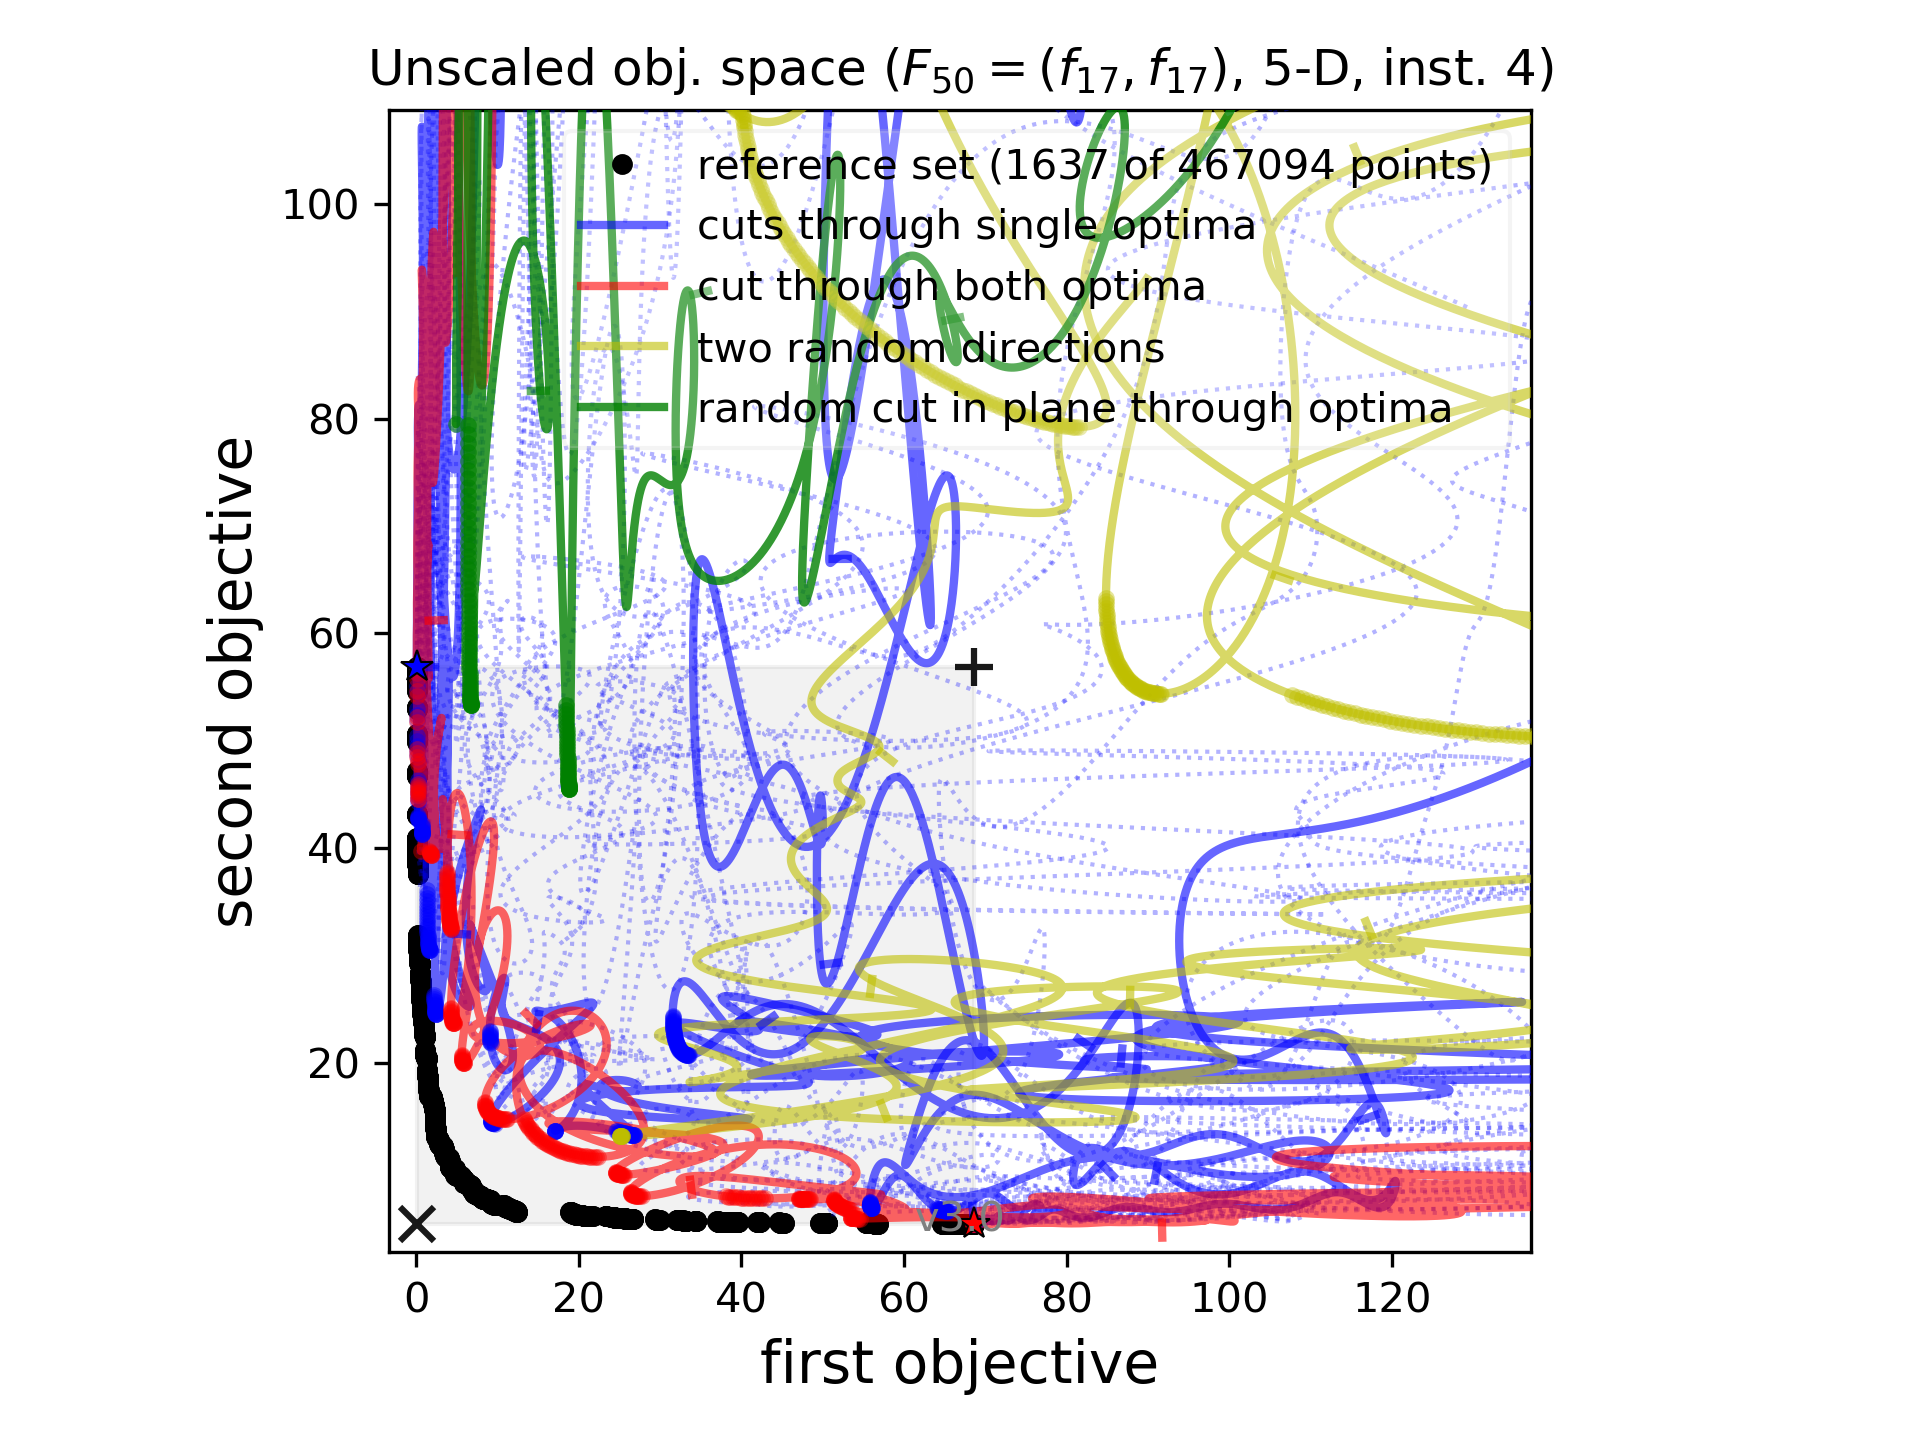 Unscaled obj. space (F₅₀ = (f₁₇, f₁₇), 5-D, inst. 4)
reference set (1637 of 467094 points)
cuts through single optima
cut through both optima
two random directions
random cut in plane through optima
100
80
60
40
20
second objective
v3.0
0 20 40 60 80 100 120
first objective